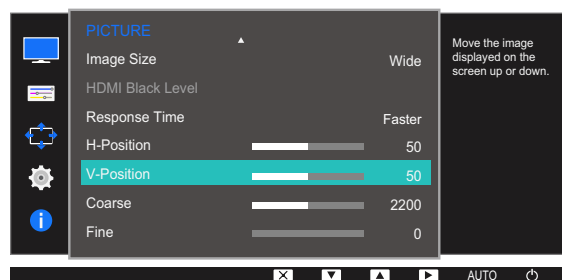 PICTURE
Image Size Wide
HDMI Black Level
Response Time Faster
H-Position 50
V-Position 50
Coarse 2200
Fine 0
Move the image
displayed on the
screen up or down.
AUTO